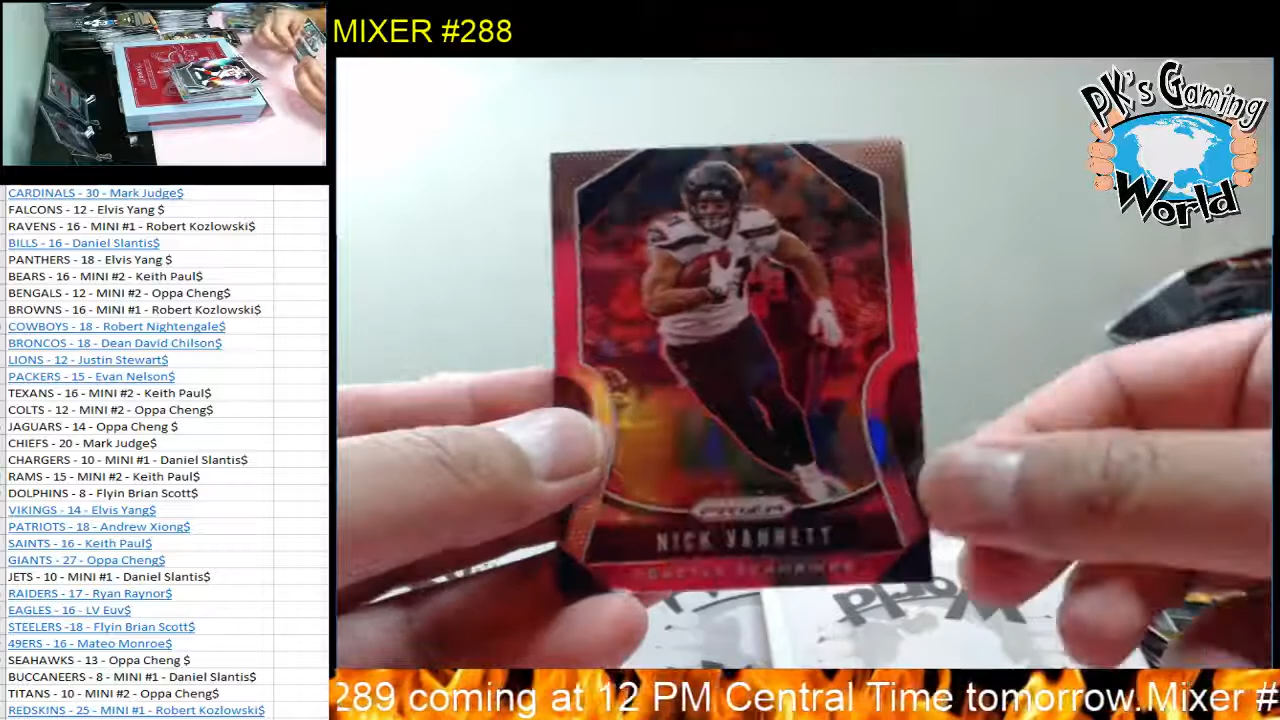 MIXER #288
PK's Gaming
World
CARDINALS - 30 - Mark Judge$
FALCONS - 12 - Elvis Yang $
RAVENS - 16 - MINI #1 - Robert Kozlowski$
BILLS - 16 - Daniel Slantis$
PANTHERS - 18 - Elvis Yang $
BEARS - 16 - MINI #2 - Keith Paul$
BENGALS - 12 - MINI #2 - Oppa Cheng$
BROWNS - 16 - MINI #1 - Robert Kozlowski$
COWBOYS - 18 - Robert Nightengale$
BRONCOS - 18 - Dean David Chilson$
LIONS - 12 - Justin Stewart$
PACKERS - 15 - Evan Nelson$
TEXANS - 16 - MINI #2 - Keith Paul$
COLTS - 12 - MINI #2 - Oppa Cheng$
JAGUARS - 14 - Oppa Cheng $
CHIEFS - 20 - Mark Judge$
CHARGERS - 10 - MINI #1 - Daniel Slantis$
RAMS - 15 - MINI #2 - Keith Paul$
DOLPHINS - 8 - Flyin Brian Scott$
VIKINGS - 14 - Elvis Yang$
PATRIOTS - 18 - Andrew Xiong$
SAINTS - 16 - Keith Paul$
GIANTS - 27 - Oppa Cheng$
JETS - 10 - MINI #1 - Daniel Slantis$
RAIDERS - 17 - Ryan Raynor$
EAGLES - 16 - LV Euv$
STEELERS -18 - Flyin Brian Scott$
49ERS - 16 - Mateo Monroe$
SEAHAWKS - 13 - Oppa Cheng $
BUCCANEERS - 8 - MINI #1 - Daniel Slantis$
TITANS - 10 - MINI #2 - Oppa Cheng$
REDSKINS - 25 - MINI #1 - Robert Kozlowski$
PRIZM
NICK VANNETT
SEATTLE SEAHAWKS
World
289 coming at 12 PM Central Time tomorrow.Mixer #